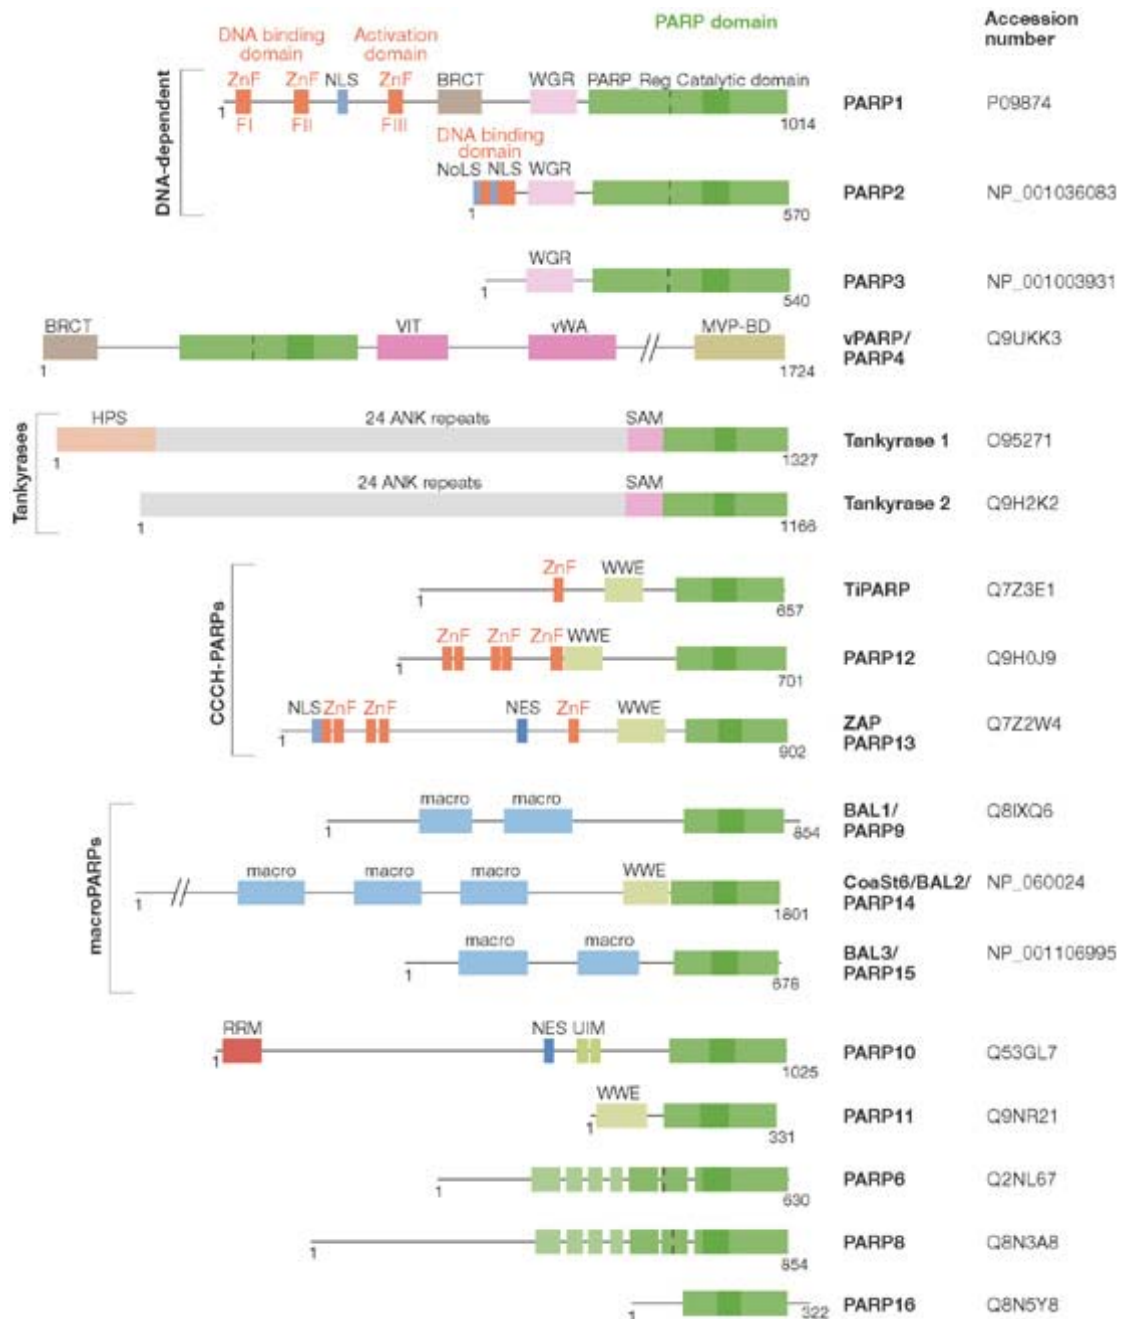 PARP domain
Accession number
DNA-dependent
DNA binding domain
Activation domain
ZnF ZnF NLS ZnF BRCT WGR PARP_Reg Catalytic domain
1 FI FII FIII 1014
PARP1 P09874
DNA binding domain
NoLS NLS WGR
1 570
PARP2 NP_001036083
WGR
1 540
PARP3 NP_001003931
BRCT VIT vWA MVP-BD
1 1724
vPARP/
PARP4 Q9UKK3
Tankyrases
HPS 24 ANK repeats SAM
1 1327
Tankyrase 1 O95271
24 ANK repeats SAM
1 1166
Tankyrase 2 Q9H2K2
CCCH-PARPs
ZnF WWE
1 657
TiPARP Q7Z3E1
ZnF ZnF ZnF WWE
1 701
PARP12 Q9H0J9
NLS ZnF ZnF NES ZnF WWE
1 902
ZAP
PARP13 Q7Z2W4
macroPARPs
macro macro
1 854
BAL1/
PARP9 Q8IXQ6
macro macro macro WWE
1 1801
CoaSt6/BAL2/
PARP14 NP_060024
macro macro
1 678
BAL3/
PARP15 NP_001106995
RRM NES UIM
1 1025
PARP10 Q53GL7
WWE
1 331
PARP11 Q9NR21
1 630
PARP6 Q2NL67
1 854
PARP8 Q8N3A8
1 322
PARP16 Q8N5Y8